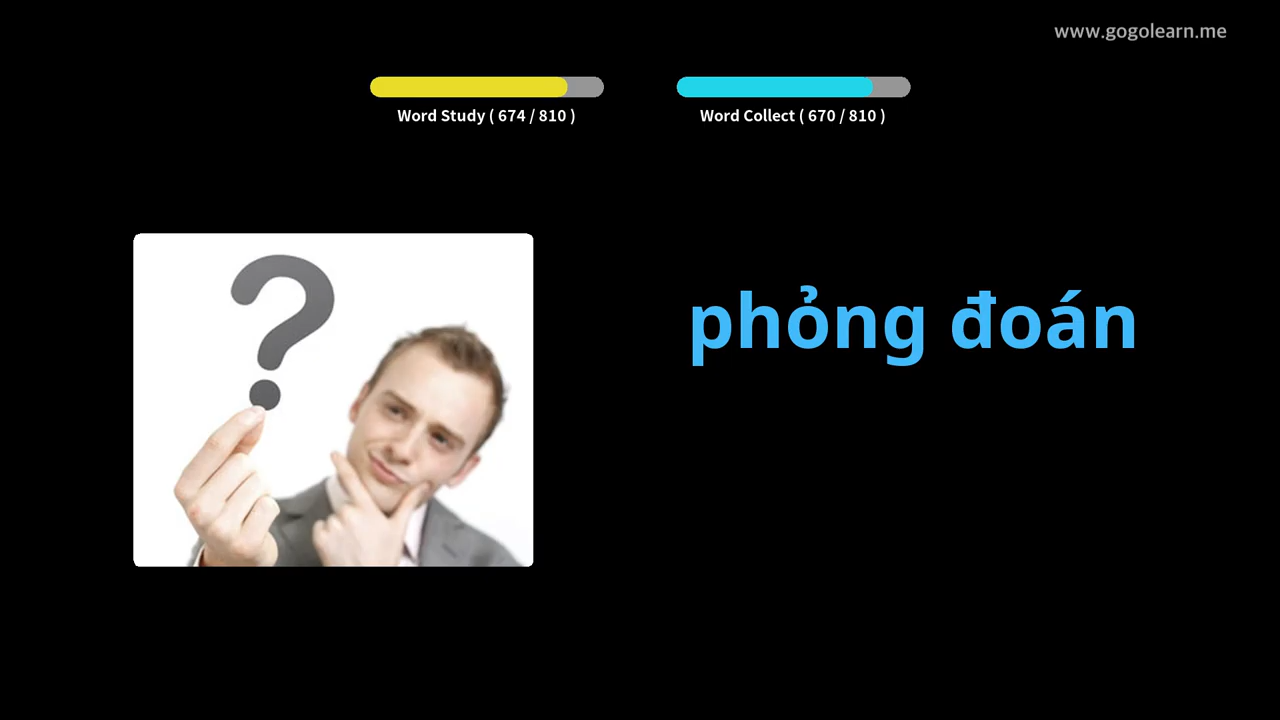 www.gogolearn.me
Word Study ( 674 / 810 )
Word Collect ( 670 / 810 )
?
phỏng đoán